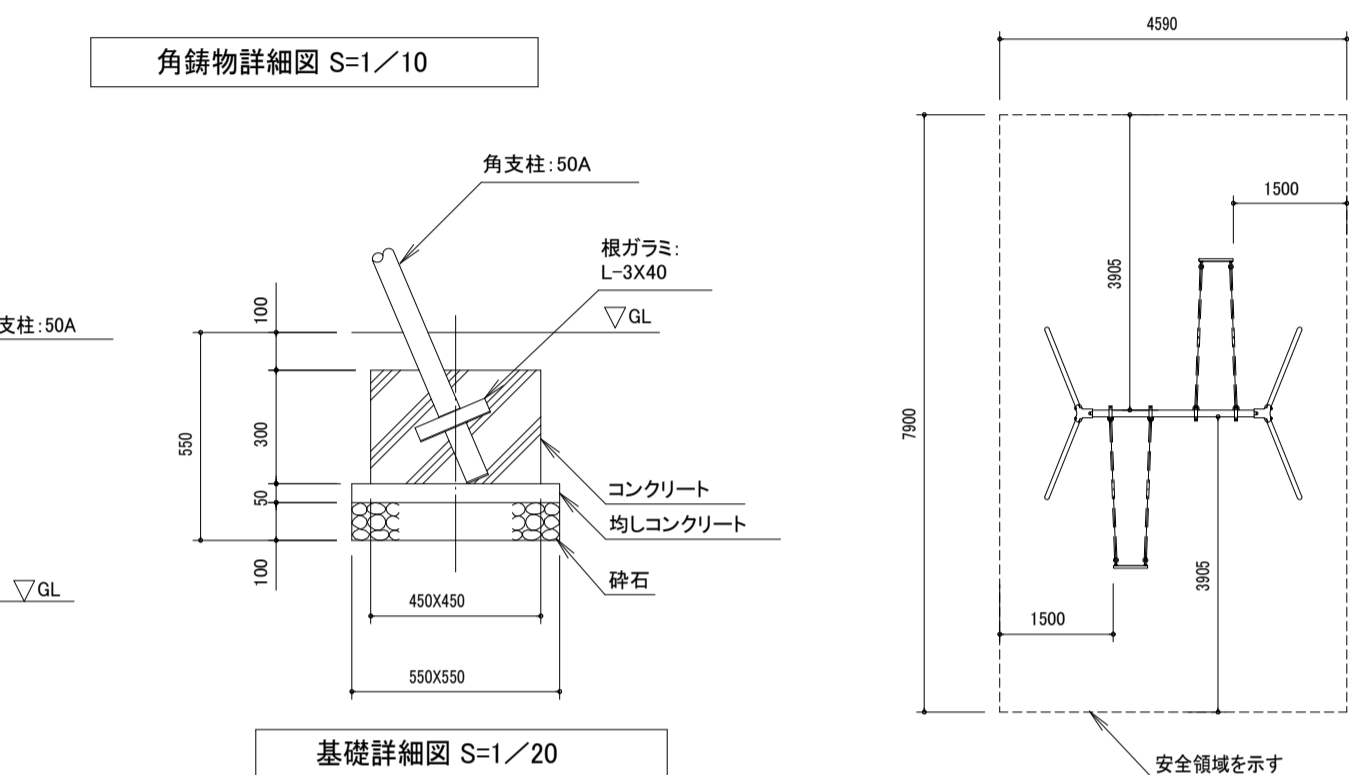 角鋳物詳細図 S=1／10
角支柱:50A
根ガラミ:
L-3X40
▽GL
支柱:50A
100
300
50
100
550
コンクリート
均しコンクリート
砕石
▽GL
450X450
550X550
基礎詳細図 S=1／20
4590
1500
3905
7900
3905
1500
安全領域を示す